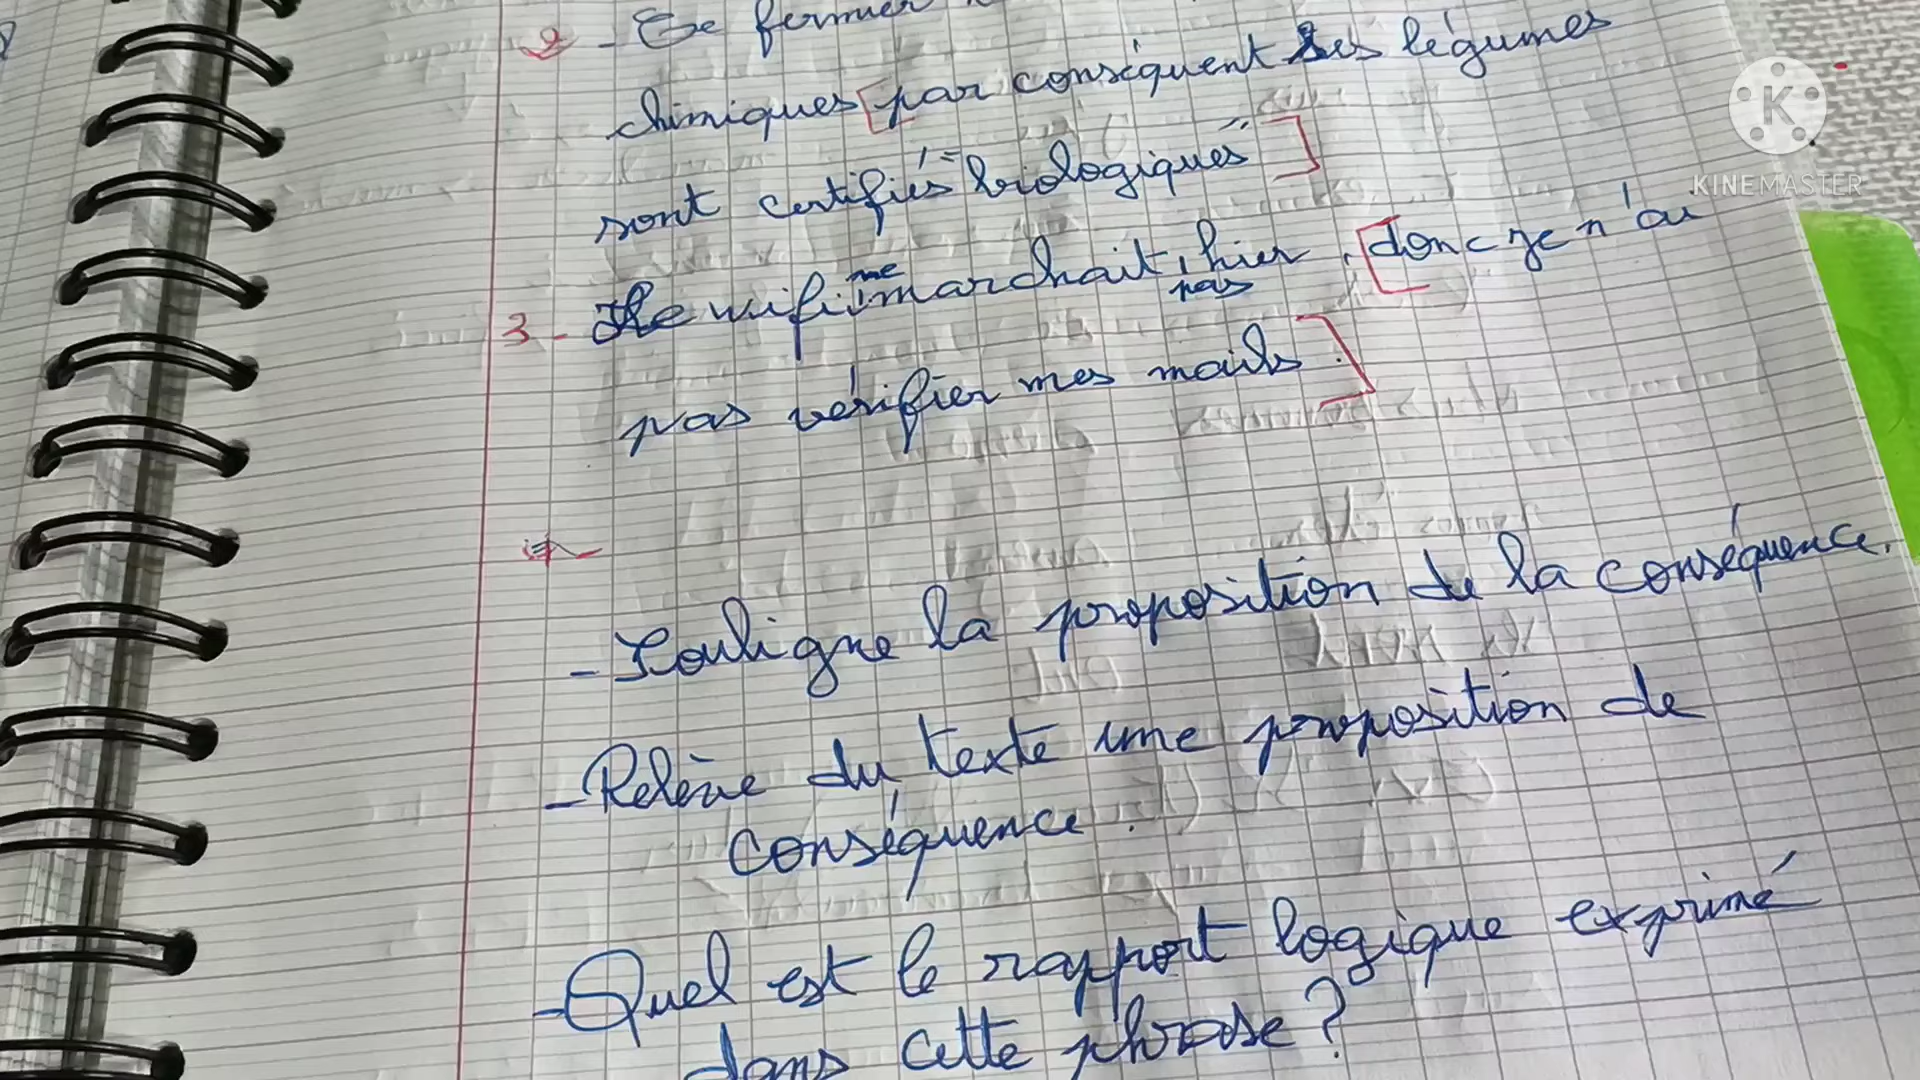 2 - Ce fermier
chimiques [par conséquent ses légumes
sont certifiés biologiques]
3 - Le wifi ne marchait pas hier, [donc je n'ai
pas vérifier mes mails.]
- Souligne la proposition de la conséquence.
- Relève du texte une proposition de
conséquence.
- Quel est le rapport logique exprimé
dans cette phrase?
K
KINEMASTER